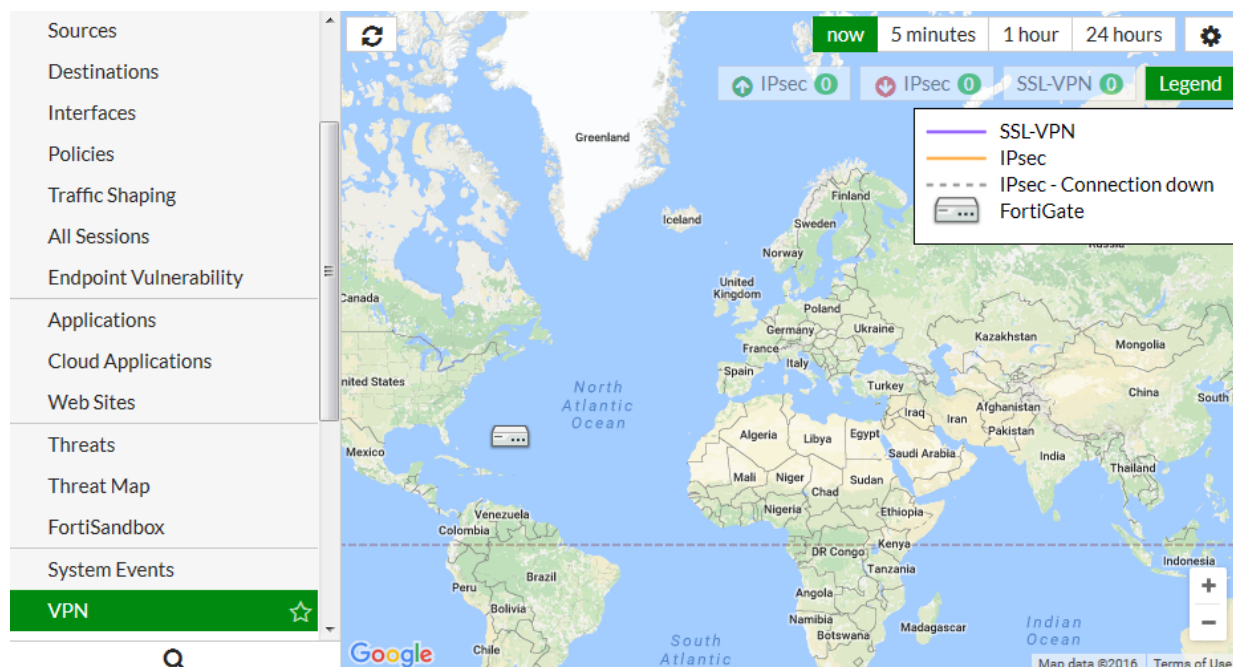 Sources
Destinations
Interfaces
Policies
Traffic Shaping
All Sessions
Endpoint Vulnerability
Applications
Cloud Applications
Web Sites
Threats
Threat Map
FortiSandbox
System Events
VPN
now 5 minutes 1 hour 24 hours
IPsec 0 IPsec 0 SSL-VPN 0 Legend
SSL-VPN
IPsec
IPsec - Connection down
FortiGate
Greenland
Iceland
Finland
Sweden
Norway
Russia
United
Kingdom
Canada
Poland
Germany
Ukraine
Kazakhstan
Mongolia
France
Italy
Spain
nited States
Turkey
China
South
North
Atlantic
Ocean
Iraq
Iran
Afghanistan
Pakistan
Algeria
Libya
Egypt
Mexico
Saudi Arabia
India
Thailand
Mali
Niger
Sudan
Chad
Nigeria
Ethiopia
Venezuela
Colombia
DR Congo
Kenya
Tanzania
Indonesia
Brazil
Peru
Angola
Bolivia
Namibia
Botswana
Madagascar
Indian
Ocean
South
Atlantic
Chile
Google
Map data ©2016 Terms of Use